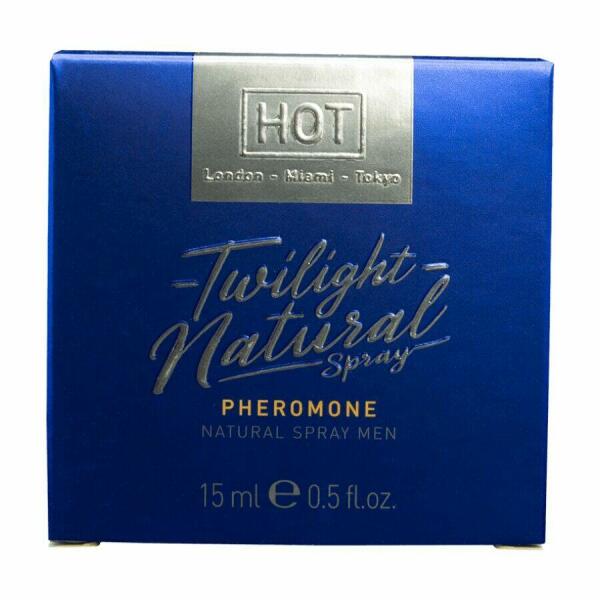 HOT
London - Miami - Tokyo
Twilight
Natural
Spray
PHEROMONE
NATURAL SPRAY MEN
15 ml e 0.5 fl.oz.